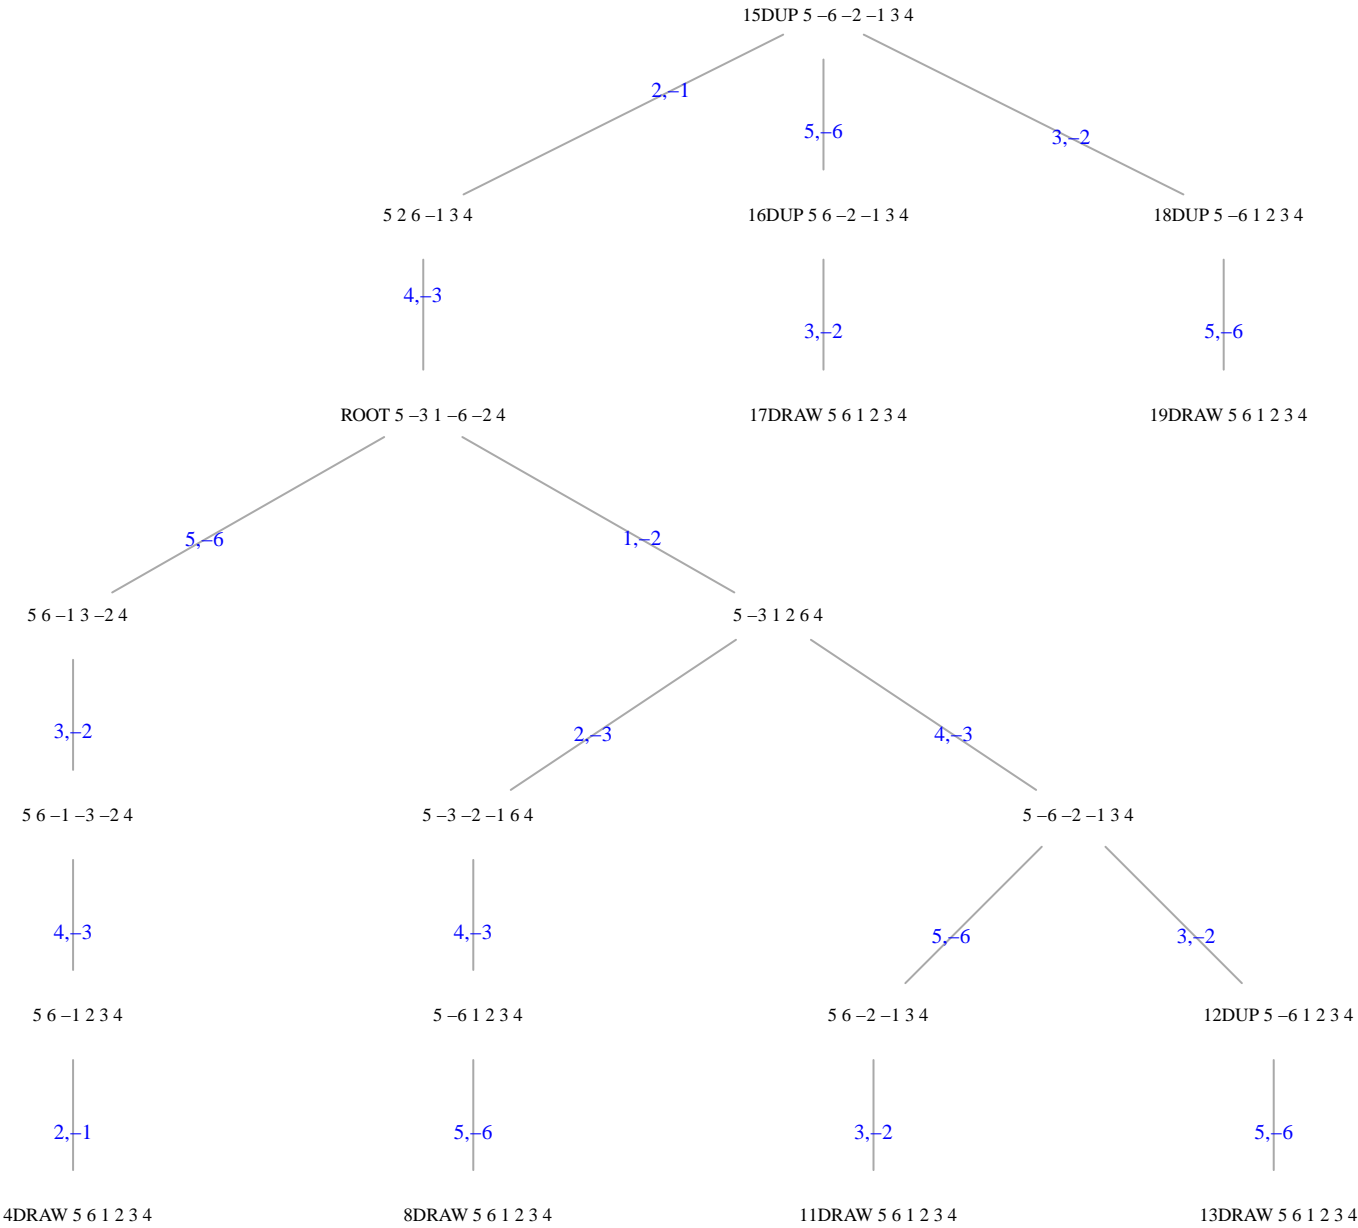 15DUP 5 –6 –2 –1 3 4
2,–1
5,–6
3,–2
5 2 6 –1 3 4
16DUP 5 6 –2 –1 3 4
18DUP 5 –6 1 2 3 4
4,–3
3,–2
5,–6
ROOT 5 –3 1 –6 –2 4
17DRAW 5 6 1 2 3 4
19DRAW 5 6 1 2 3 4
5,–6
1,–2
5 6 –1 3 –2 4
5 –3 1 2 6 4
3,–2
2,–3
4,–3
5 6 –1 –3 –2 4
5 –3 –2 –1 6 4
5 –6 –2 –1 3 4
4,–3
4,–3
5,–6
3,–2
5 6 –1 2 3 4
5 –6 1 2 3 4
5 6 –2 –1 3 4
12DUP 5 –6 1 2 3 4
2,–1
5,–6
3,–2
5,–6
4DRAW 5 6 1 2 3 4
8DRAW 5 6 1 2 3 4
11DRAW 5 6 1 2 3 4
13DRAW 5 6 1 2 3 4